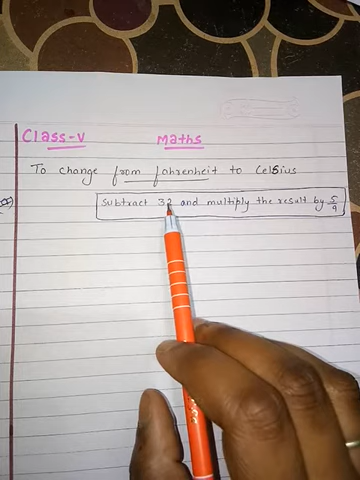 Class-V Maths
To change from fahrenheit to Celsius
Subtract 32 and multiply the result by 5/9